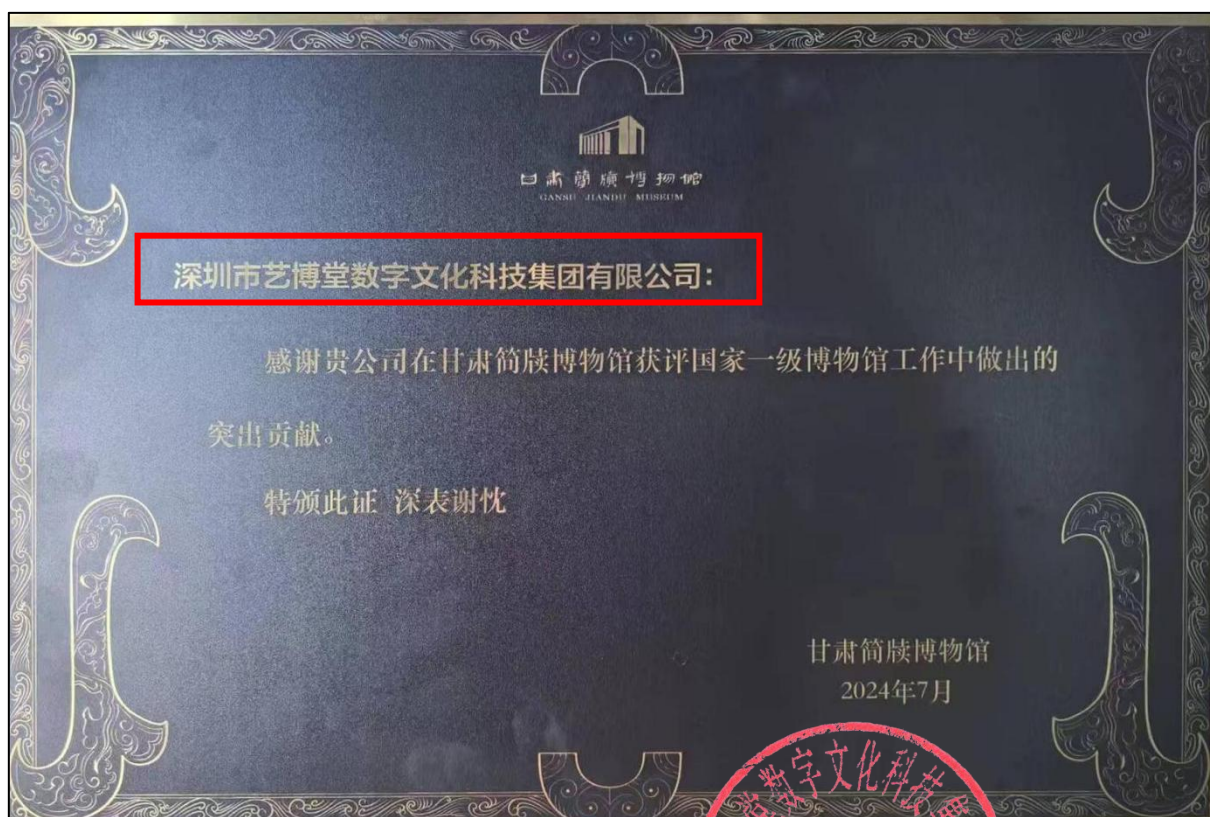 甘肃简牍博物馆
GANSU JIANDU MUSEUM
深圳市艺博堂数字文化科技集团有限公司：
感谢贵公司在甘肃简牍博物馆获评国家一级博物馆工作中做出的
突出贡献。
特颁此证 深表谢忱
甘肃简牍博物馆
2024年7月
堂数字文化科技集